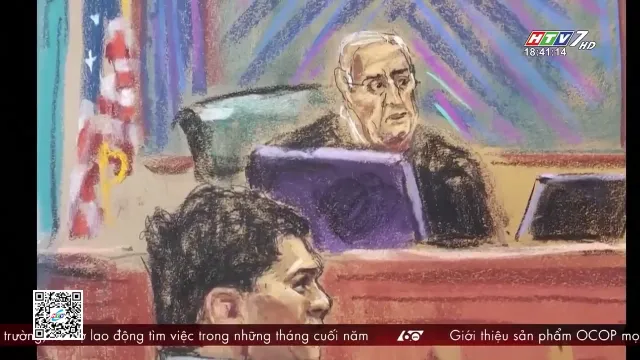 HTV7 HD
18:41:14
trường lao động tìm việc trong những tháng cuối năm
60 Giới thiệu sản phẩm OCOP